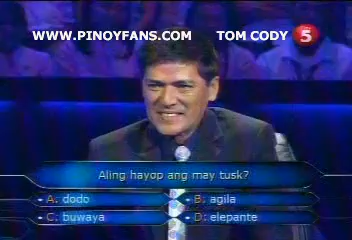 WWW.PINOYFANS.COM TOM CODY 5
Aling hayop ang may tusk?
A: dodo B: agila
C: buwaya D: elepante